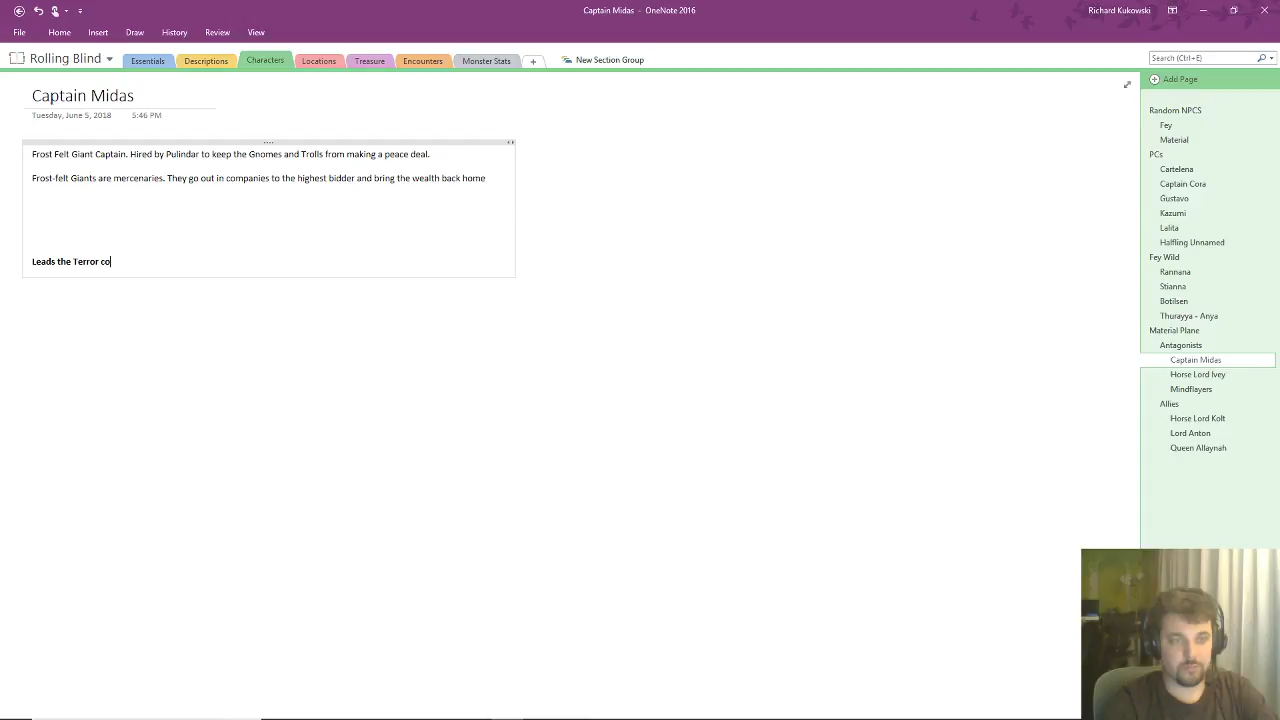 Captain Midas - OneNote 2016
Richard Kukowski
File Home Insert Draw History Review View
Rolling Blind
Essentials Descriptions Characters Locations Treasure Encounters Monster Stats + New Section Group
Search (Ctrl+E)
Captain Midas
Tuesday, June 5, 2018 5:46 PM
Frost Felt Giant Captain. Hired by Pulindar to keep the Gnomes and Trolls from making a peace deal.
Frost-felt Giants are mercenaries. They go out in companies to the highest bidder and bring the wealth back home
Leads the Terror co
Add Page
Random NPCS
Fey
Material
PCs
Cartelena
Captain Cora
Gustavo
Kazumi
Lalita
Halfling Unnamed
Fey Wild
Rannana
Stianna
Botilsen
Thurayya - Anya
Material Plane
Antagonists
Captain Midas
Horse Lord Ivey
Mindflayers
Allies
Horse Lord Kolt
Lord Anton
Queen Allaynah